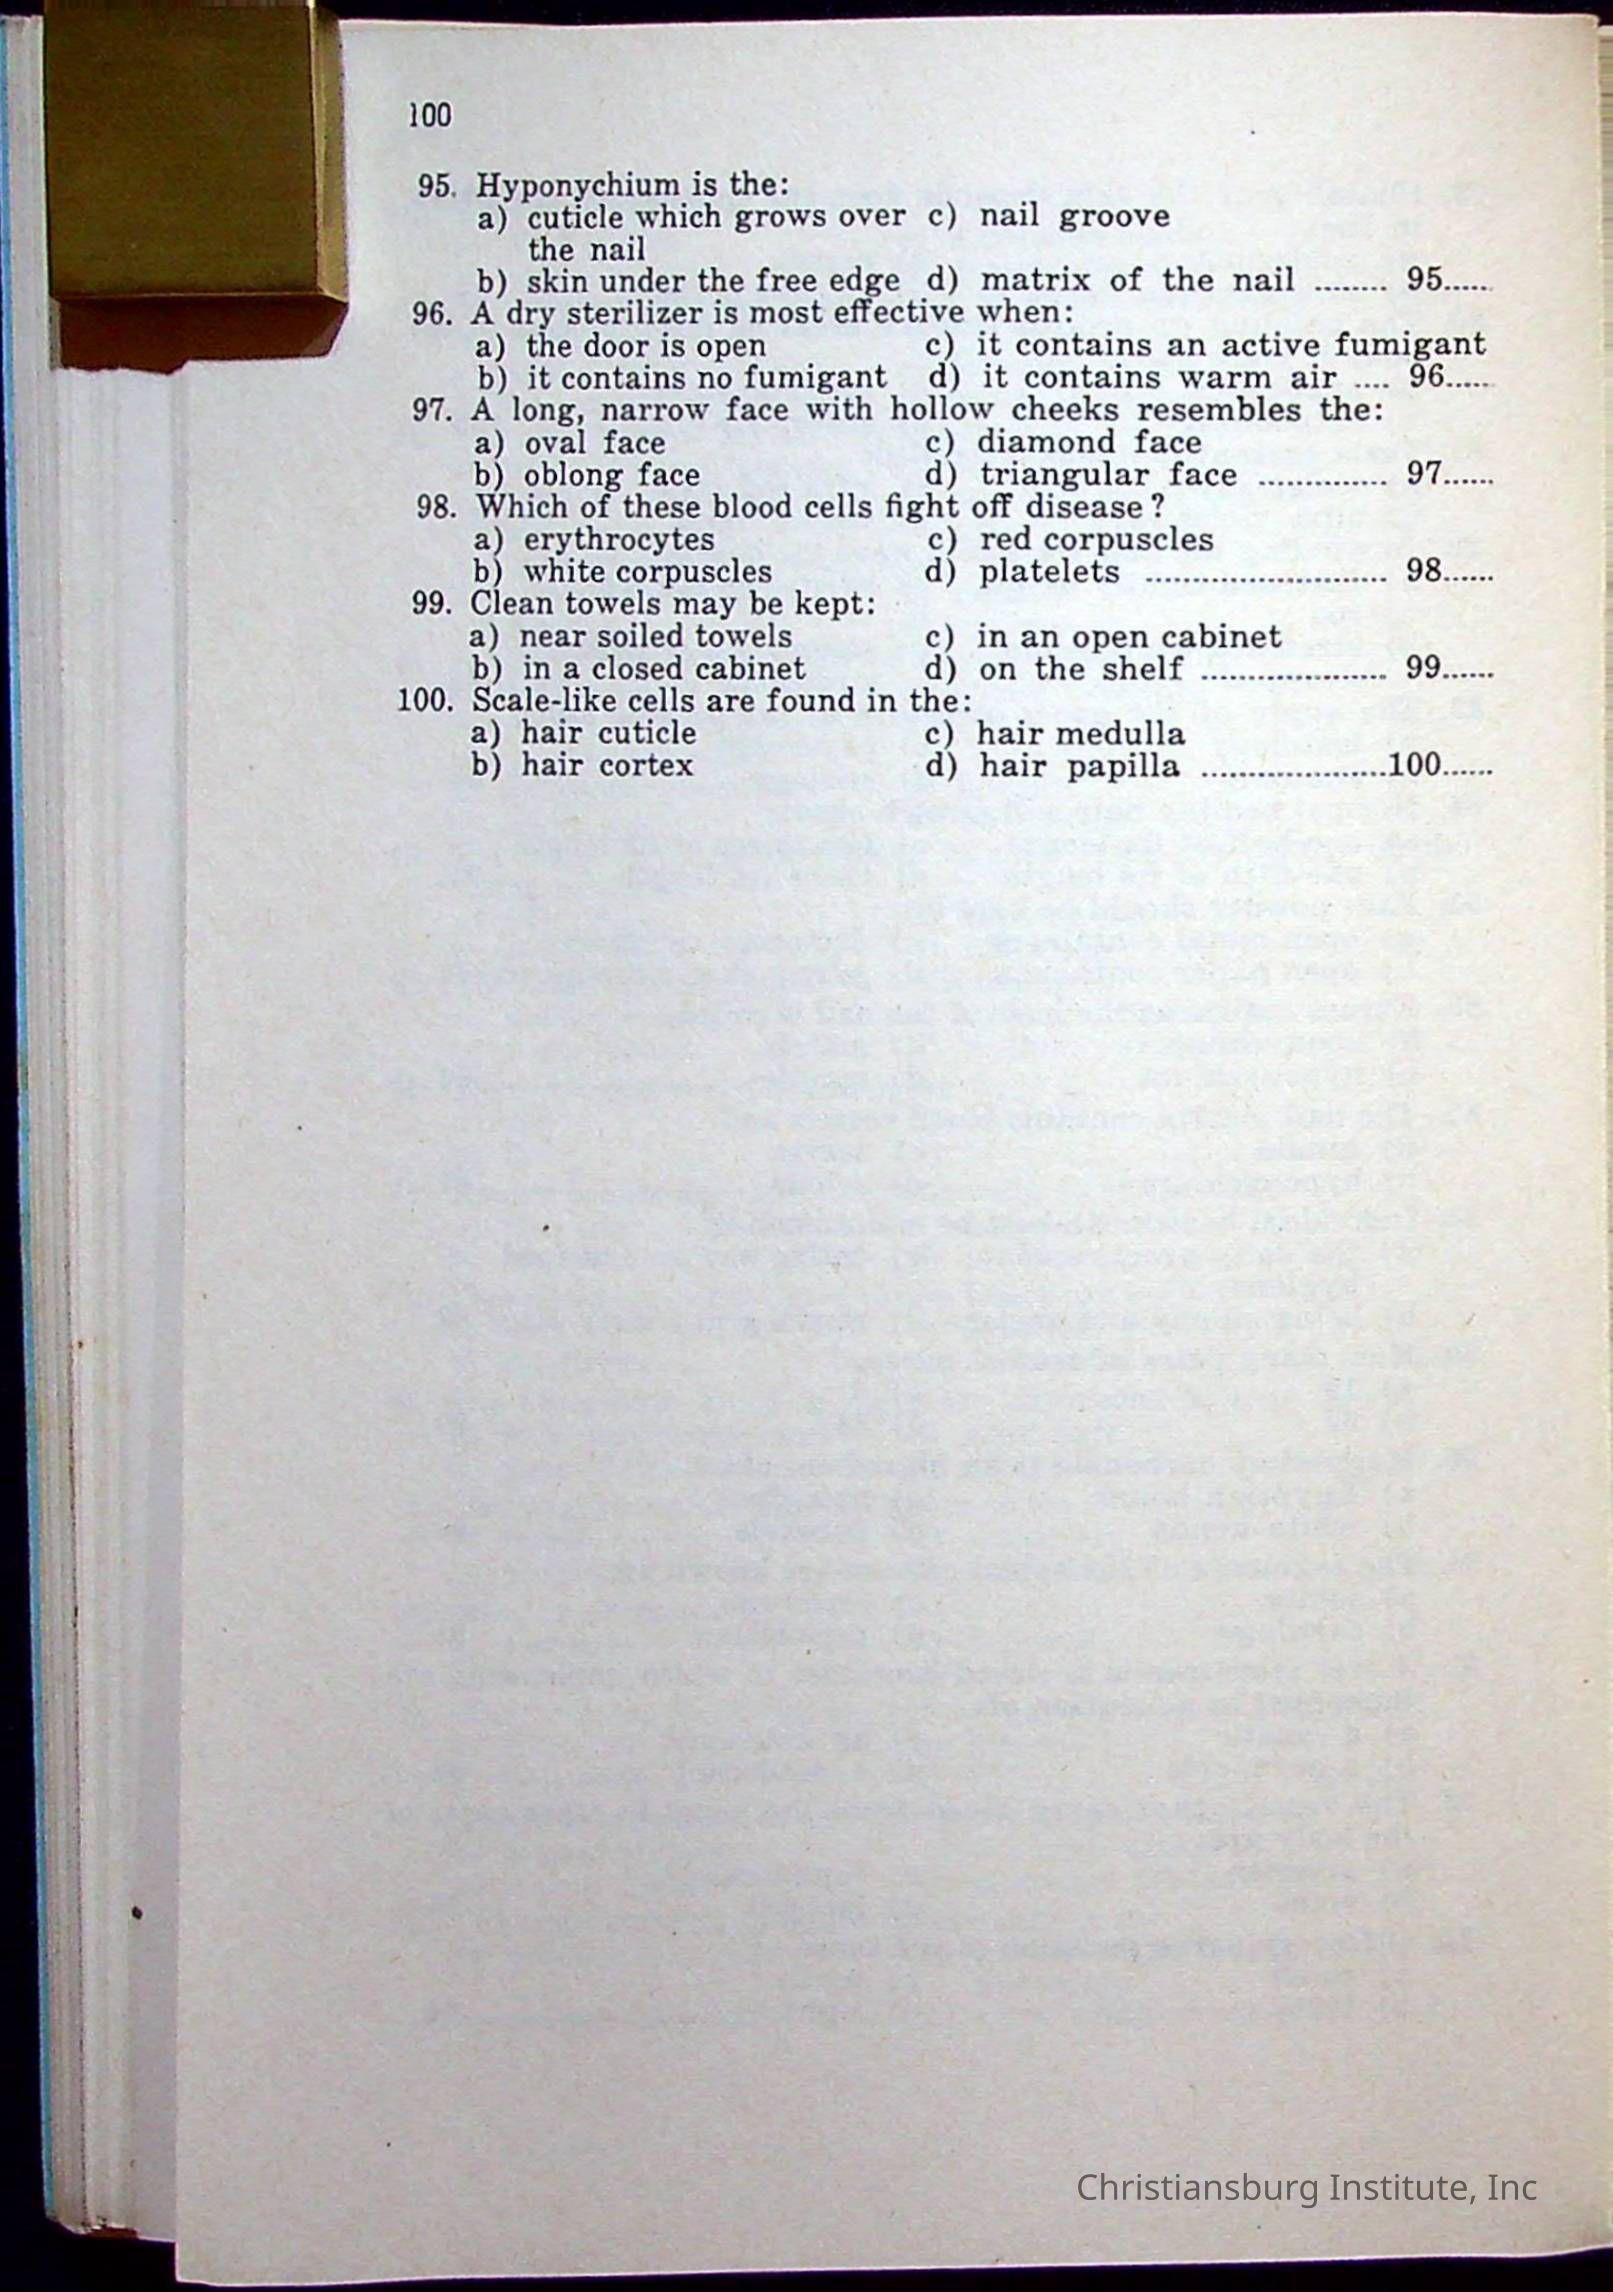 100
95. Hyponychium is the:
a) cuticle which grows over c) nail groove
the nail
b) skin under the free edge d) matrix of the nail ........ 95......
96. A dry sterilizer is most effective when:
a) the door is open c) it contains an active fumigant
b) it contains no fumigant d) it contains warm air .... 96......
97. A long, narrow face with hollow cheeks resembles the:
a) oval face c) diamond face
b) oblong face d) triangular face .............. 97......
98. Which of these blood cells fight off disease?
a) erythrocytes c) red corpuscles
b) white corpuscles d) platelets .......................... 98......
99. Clean towels may be kept:
a) near soiled towels c) in an open cabinet
b) in a closed cabinet d) on the shelf .................... 99......
100. Scale-like cells are found in the:
a) hair cuticle c) hair medulla
b) hair cortex d) hair papilla ....................100......
Christiansburg Institute, Inc